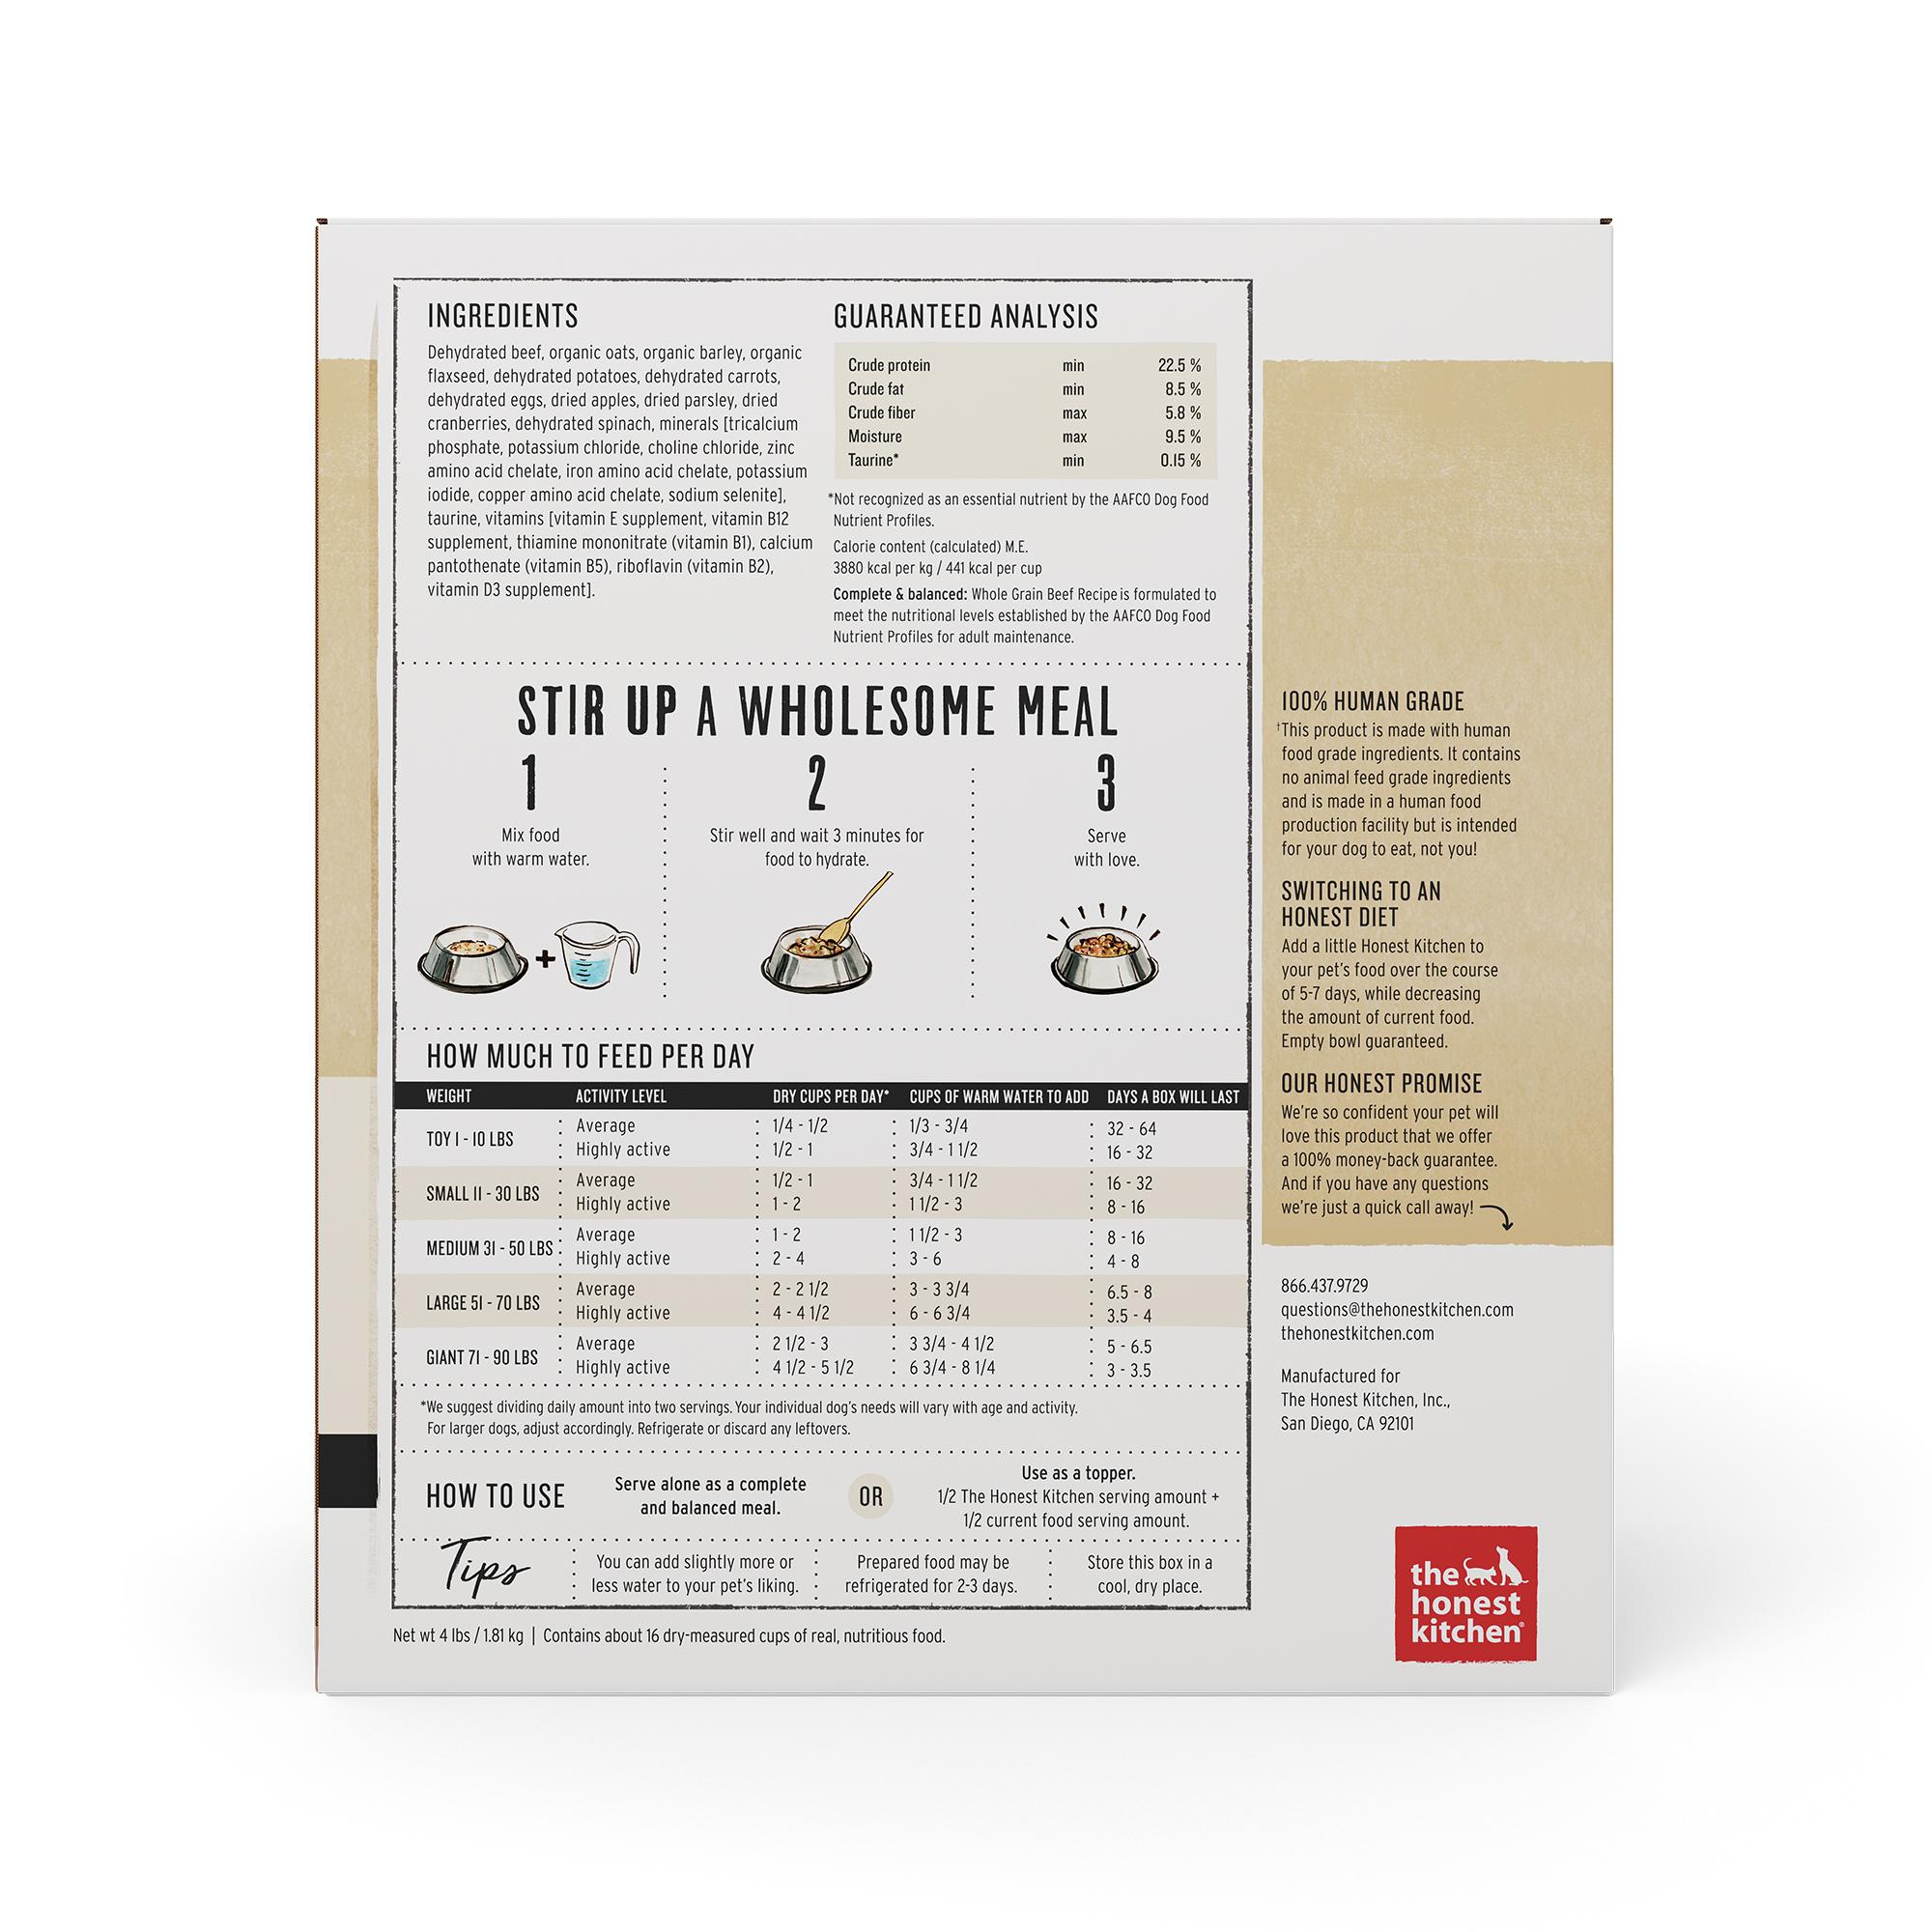 INGREDIENTS
Dehydrated beef, organic oats, organic barley, organic
flaxseed, dehydrated potatoes, dehydrated carrots,
dehydrated eggs, dried apples, dried parsley, dried
cranberries, dehydrated spinach, minerals [tricalcium
phosphate, potassium chloride, choline chloride, zinc
amino acid chelate, iron amino acid chelate, potassium
iodide, copper amino acid chelate, sodium selenite],
taurine, vitamins [vitamin E supplement, vitamin B12
supplement, thiamine mononitrate (vitamin B1), calcium
pantothenate (vitamin B5), riboflavin (vitamin B2),
vitamin D3 supplement].
GUARANTEED ANALYSIS
Crude protein min 22.5 %
Crude fat min 8.5 %
Crude fiber max 5.8 %
Moisture max 9.5 %
Taurine* min 0.15 %
*Not recognized as an essential nutrient by the AAFCO Dog Food
Nutrient Profiles.
Calorie content (calculated) M.E.
3880 kcal per kg / 441 kcal per cup
Complete & balanced: Whole Grain Beef Recipe is formulated to
meet the nutritional levels established by the AAFCO Dog Food
Nutrient Profiles for adult maintenance.
STIR UP A WHOLESOME MEAL
1
Mix food
with warm water.
2
Stir well and wait 3 minutes for
food to hydrate.
3
Serve
with love.
+
HOW MUCH TO FEED PER DAY
WEIGHT ACTIVITY LEVEL DRY CUPS PER DAY* CUPS OF WARM WATER TO ADD DAYS A BOX WILL LAST
TOY 1 - 10 LBS
Average 1/4 - 1/2 1/3 - 3/4 32 - 64
Highly active 1/2 - 1 3/4 - 1 1/2 16 - 32
SMALL 11 - 30 LBS
Average 1/2 - 1 3/4 - 1 1/2 16 - 32
Highly active 1 - 2 1 1/2 - 3 8 - 16
MEDIUM 31 - 50 LBS
Average 1 - 2 1 1/2 - 3 8 - 16
Highly active 2 - 4 3 - 6 4 - 8
LARGE 51 - 70 LBS
Average 2 - 2 1/2 3 - 3 3/4 6.5 - 8
Highly active 4 - 4 1/2 6 - 6 3/4 3.5 - 4
GIANT 71 - 90 LBS
Average 2 1/2 - 3 3 3/4 - 4 1/2 5 - 6.5
Highly active 4 1/2 - 5 1/2 6 3/4 - 8 1/4 3 - 3.5
*We suggest dividing daily amount into two servings. Your individual dog's needs will vary with age and activity.
For larger dogs, adjust accordingly. Refrigerate or discard any leftovers.
HOW TO USE
Serve alone as a complete
and balanced meal.
OR
Use as a topper.
1/2 The Honest Kitchen serving amount +
1/2 current food serving amount.
Tips
You can add slightly more or
less water to your pet's liking.
Prepared food may be
refrigerated for 2-3 days.
Store this box in a
cool, dry place.
Net wt 4 lbs / 1.81 kg | Contains about 16 dry-measured cups of real, nutritious food.
100% HUMAN GRADE
†This product is made with human
food grade ingredients. It contains
no animal feed grade ingredients
and is made in a human food
production facility but is intended
for your dog to eat, not you!
SWITCHING TO AN
HONEST DIET
Add a little Honest Kitchen to
your pet's food over the course
of 5-7 days, while decreasing
the amount of current food.
Empty bowl guaranteed.
OUR HONEST PROMISE
We're so confident your pet will
love this product that we offer
a 100% money-back guarantee.
And if you have any questions
we're just a quick call away!
866.437.9729
questions@thehonestkitchen.com
thehonestkitchen.com
Manufactured for
The Honest Kitchen, Inc.,
San Diego, CA 92101
the
honest
kitchen®